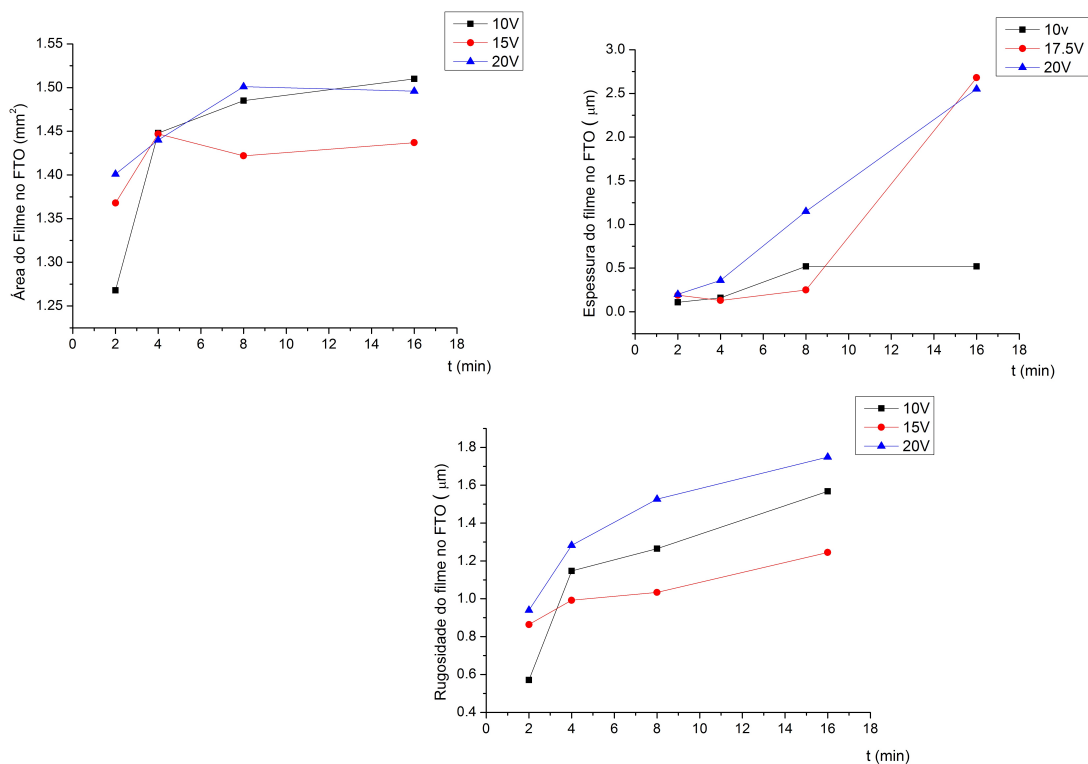 10V
15V
20V
1.55
1.50
1.45
1.40
1.35
1.30
1.25
Área do Filme no FTO (mm²)
0 2 4 6 8 10 12 14 16 18
t (min)
10v
17.5V
20V
3.0
2.5
2.0
1.5
1.0
0.5
0.0
Espessura do filme no FTO ( μm)
0 2 4 6 8 10 12 14 16 18
t (min)
10V
15V
20V
1.8
1.6
1.4
1.2
1.0
0.8
0.6
0.4
Rugosidade do filme no FTO ( μm)
0 2 4 6 8 10 12 14 16 18
t (min)